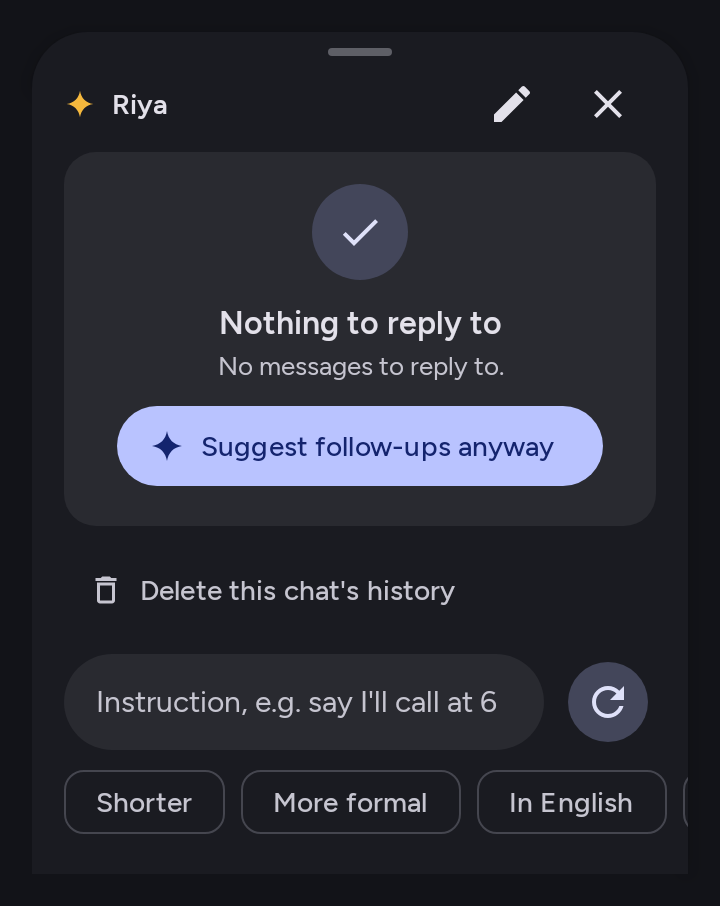 Riya
Nothing to reply to
No messages to reply to.
Suggest follow-ups anyway
Delete this chat's history
Instruction, e.g. say I'll call at 6
Shorter
More formal
In English